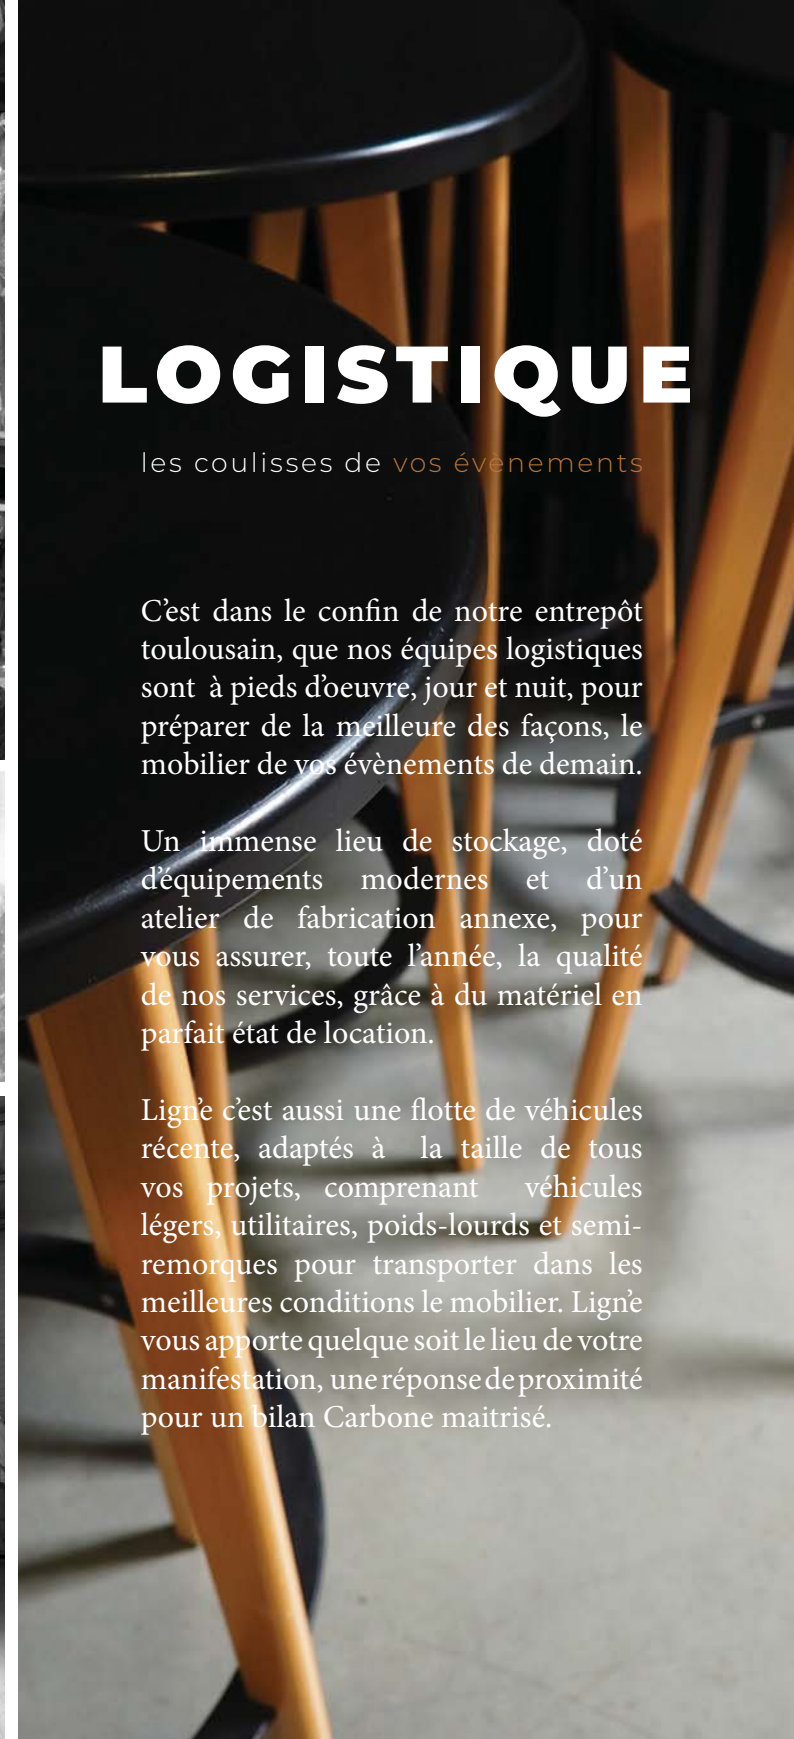 LOGISTIQUE
les coulisses de vos évènements
C'est dans le confin de notre entrepôt
toulousain, que nos équipes logistiques
sont à pieds d'oeuvre, jour et nuit, pour
préparer de la meilleure des façons, le
mobilier de vos évènements de demain.
Un immense lieu de stockage, doté
d'équipements modernes et d'un
atelier de fabrication annexe, pour
vous assurer, toute l'année, la qualité
de nos services, grâce à du matériel en
parfait état de location.
Lign'e c'est aussi une flotte de véhicules
récente, adaptés à la taille de tous
vos projets, comprenant véhicules
légers, utilitaires, poids-lourds et semi-
remorques pour transporter dans les
meilleures conditions le mobilier. Lign'e
vous apporte quelque soit le lieu de votre
manifestation, une réponse de proximité
pour un bilan Carbone maitrisé.